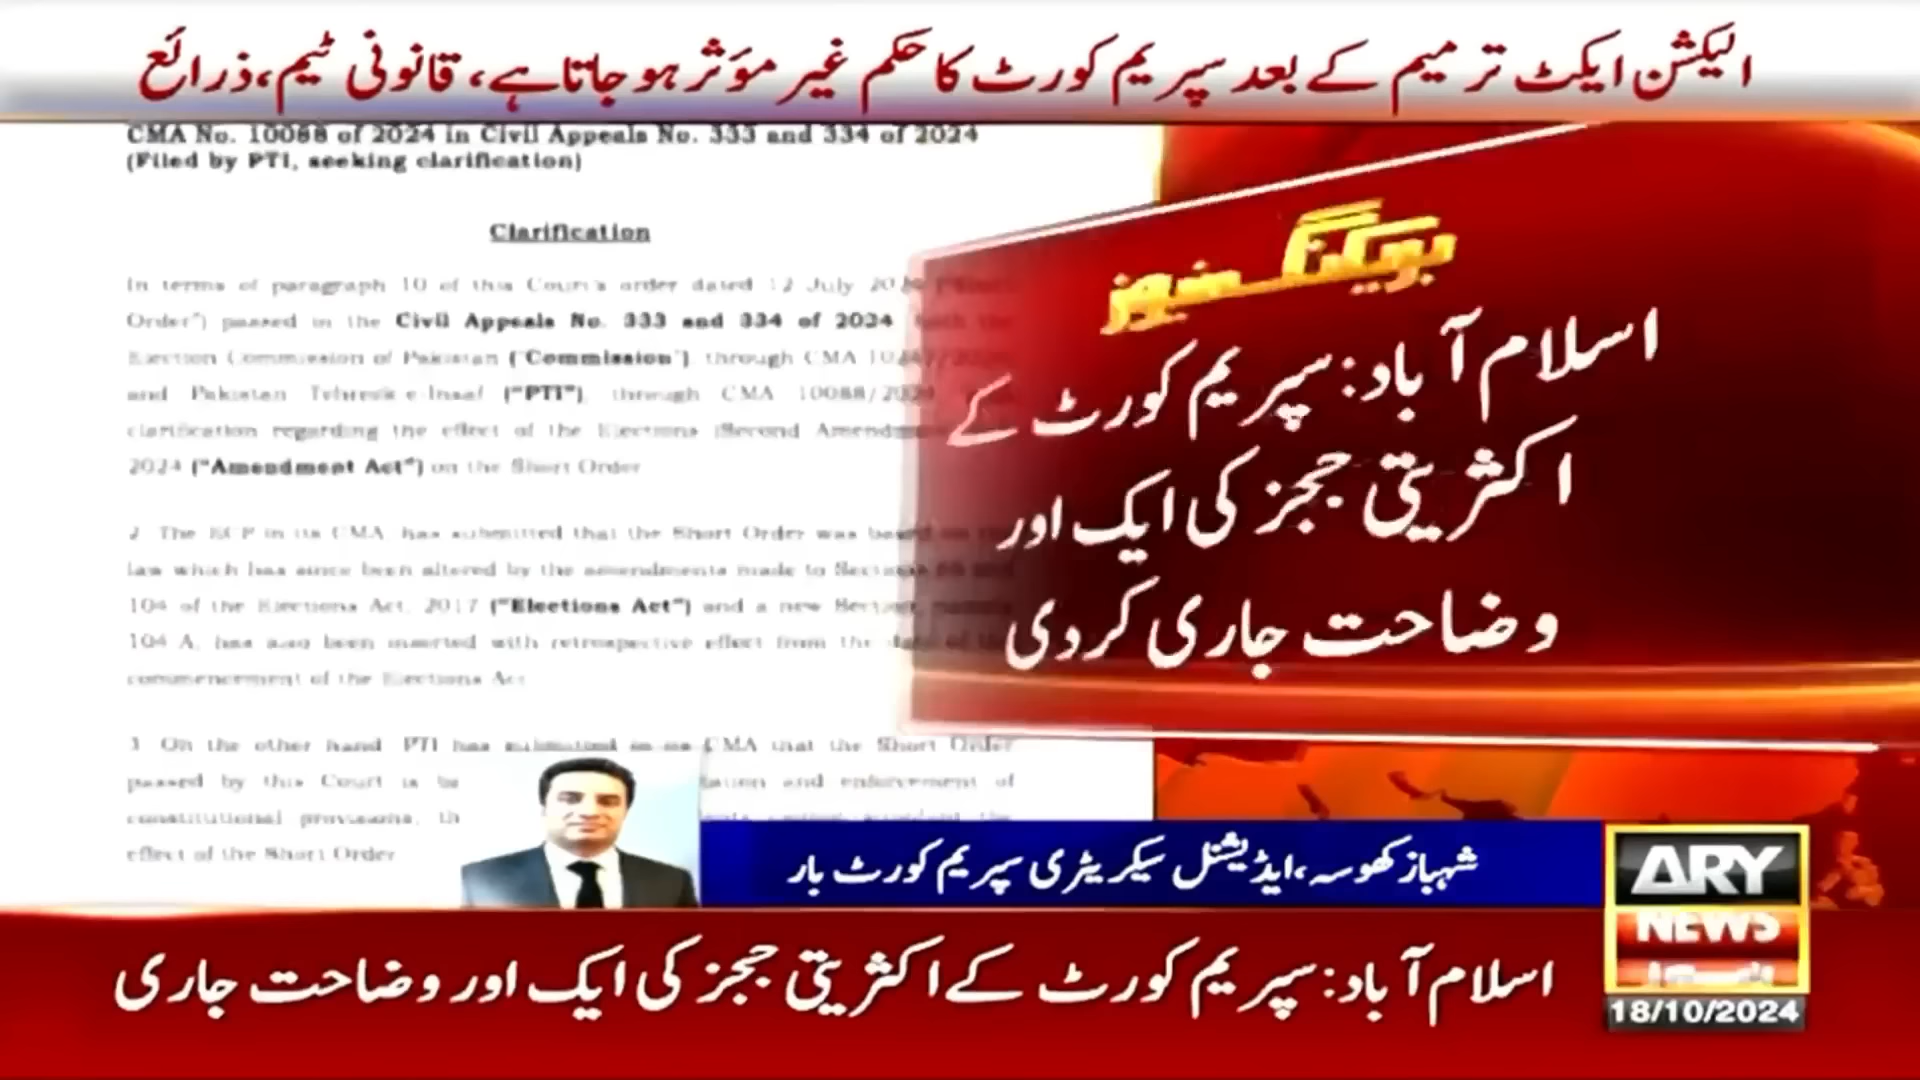 الیکشن ایکٹ ترمیم کے بعد سپریم کورٹ کا حکم غیر مؤثر ہو جاتا ہے، قانونی ٹیم، ذرائع
CMA No. 10088 of 2024 in Civil Appeals No. 333 and 334 of 2024
(Filed by PTI, seeking clarification)
Clarification
In terms of paragraph 10 of this Court's order dated 12 July
Order") passed in the Civil Appeals No. 333 and 334 of 2024
Election Commission of Pakistan ("Commission") through CMA
and Pakistan Tehreek-e-Insaf ("PTI"), through CMA 10088/2024
clarification regarding the effect of the Elections (Second
2024 ("Amendment Act") on the Short Order
2 The ECP in its CMA, has submitted that the Short Order was
law which has since been altered by the amendments made to
104 of the Elections Act, 2017 ("Elections Act") and a new
104-A, has also been inserted with retrospective effect from the
commencement of the Elections Act
3 On the other hand PTI has submitted in its CMA that the Short Order
passed by this Court is and enforcement of
constitutional provisions, the
effect of the Short Order
بریکنگ نیوز
اسلام آباد: سپریم کورٹ کے
اکثریتی ججز کی ایک اور
وضاحت جاری کردی
شہباز کھوسہ، ایڈیشنل سیکریٹری سپریم کورٹ بار
ARY
NEWS
اسلام آباد: سپریم کورٹ کے اکثریتی ججز کی ایک اور وضاحت جاری
18/10/2024